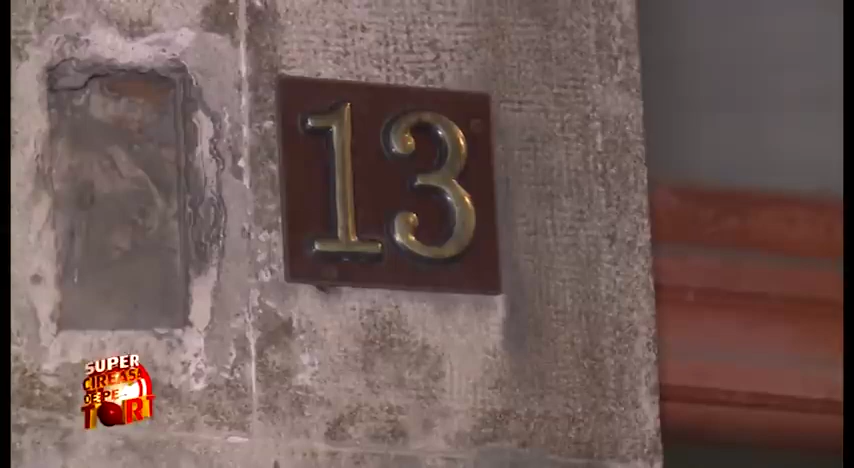 13
SUPER
CIREAȘA
DE PE
TORT